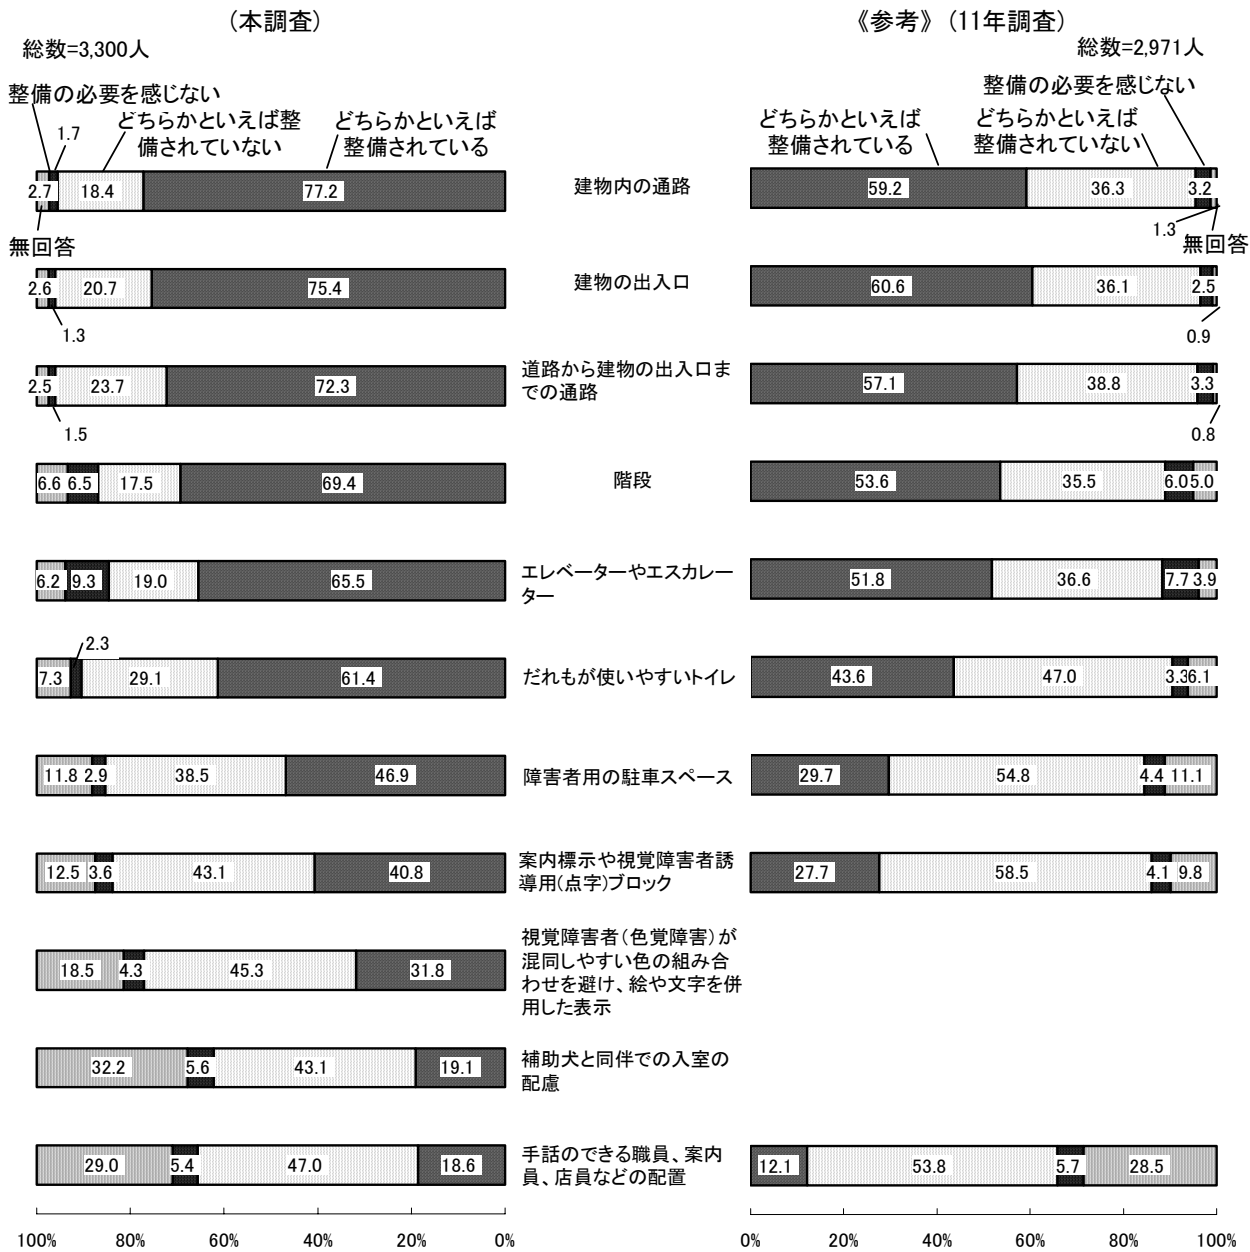 (本調査)
《参考》 (11年調査)
総数=3,300人
総数=2,971人
整備の必要を感じない
1.7
どちらかといえば整
備されていない
どちらかといえば
整備されている
整備の必要を感じない
どちらかといえば
整備されている
どちらかといえば
整備されていない
2.7 18.4 77.2
建物内の通路
59.2 36.3 3.2
1.3
無回答
無回答
2.6 20.7 75.4
建物の出入口
60.6 36.1 2.5
1.3
0.9
2.5 23.7 72.3
道路から建物の出入口ま
での通路
57.1 38.8 3.3
1.5
0.8
6.6 6.5 17.5 69.4
階段
53.6 35.5 6.0 5.0
6.2 9.3 19.0 65.5
エレベーターやエスカレー
ター
51.8 36.6 7.7 3.9
2.3
7.3 29.1 61.4
だれもが使いやすいトイレ
43.6 47.0 3.3 6.1
11.8 2.9 38.5 46.9
障害者用の駐車スペース
29.7 54.8 4.4 11.1
12.5 3.6 43.1 40.8
案内標示や視覚障害者誘
導用(点字)ブロック
27.7 58.5 4.1 9.8
18.5 4.3 45.3 31.8
視覚障害者(色覚障害)が
混同しやすい色の組み合
わせを避け、絵や文字を併
用した表示
32.2 5.6 43.1 19.1
補助犬と同伴での入室の
配慮
29.0 5.4 47.0 18.6
手話のできる職員、案内
員、店員などの配置
12.1 53.8 5.7 28.5
100% 80% 60% 40% 20% 0%
0% 20% 40% 60% 80% 100%